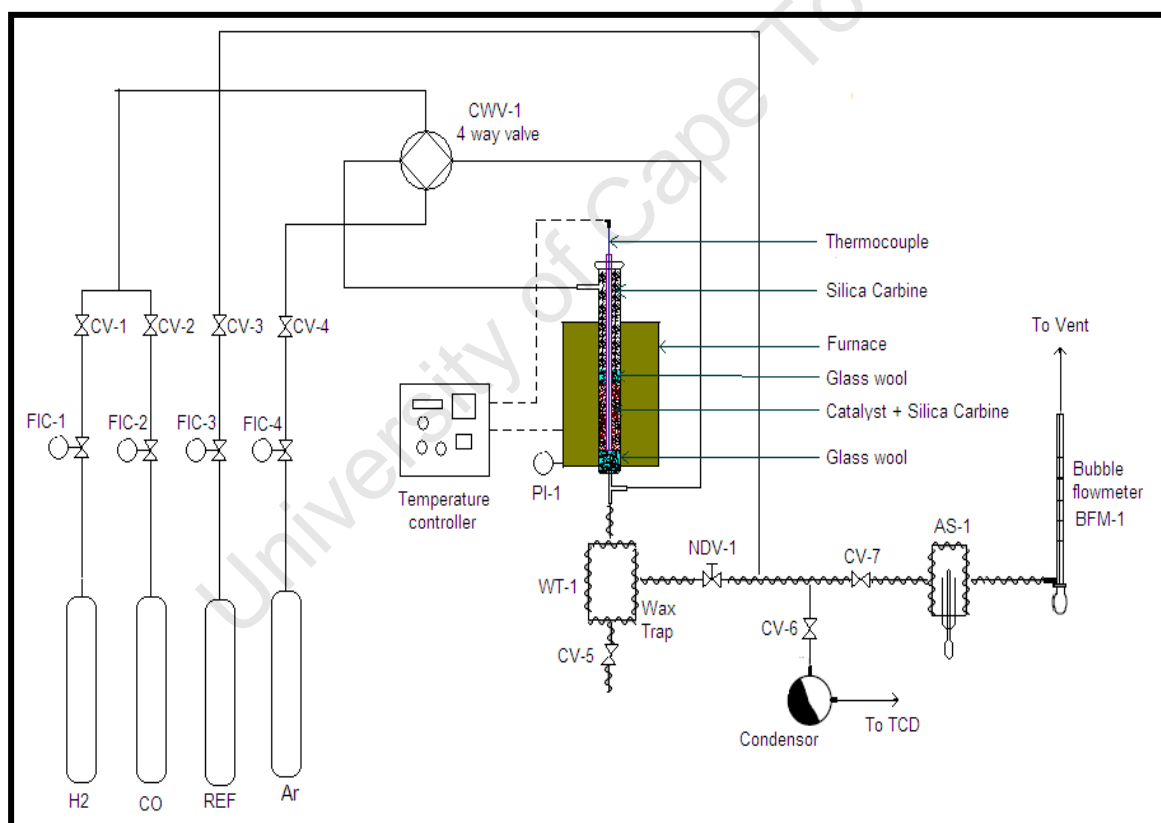 University of Cape To
CWV-1
4 way valve
Thermocouple
Silica Carbine
To Vent
CV-1
CV-2
CV-3
CV-4
Furnace
Glass wool
Catalyst + Silica Carbine
FIC-1
FIC-2
FIC-3
FIC-4
Glass wool
PI-1
Temperature
controller
Bubble
flowmeter
BFM-1
AS-1
NDV-1
CV-7
WT-1
Wax
Trap
CV-6
CV-5
To TCD
Condensor
H2
CO
REF
Ar